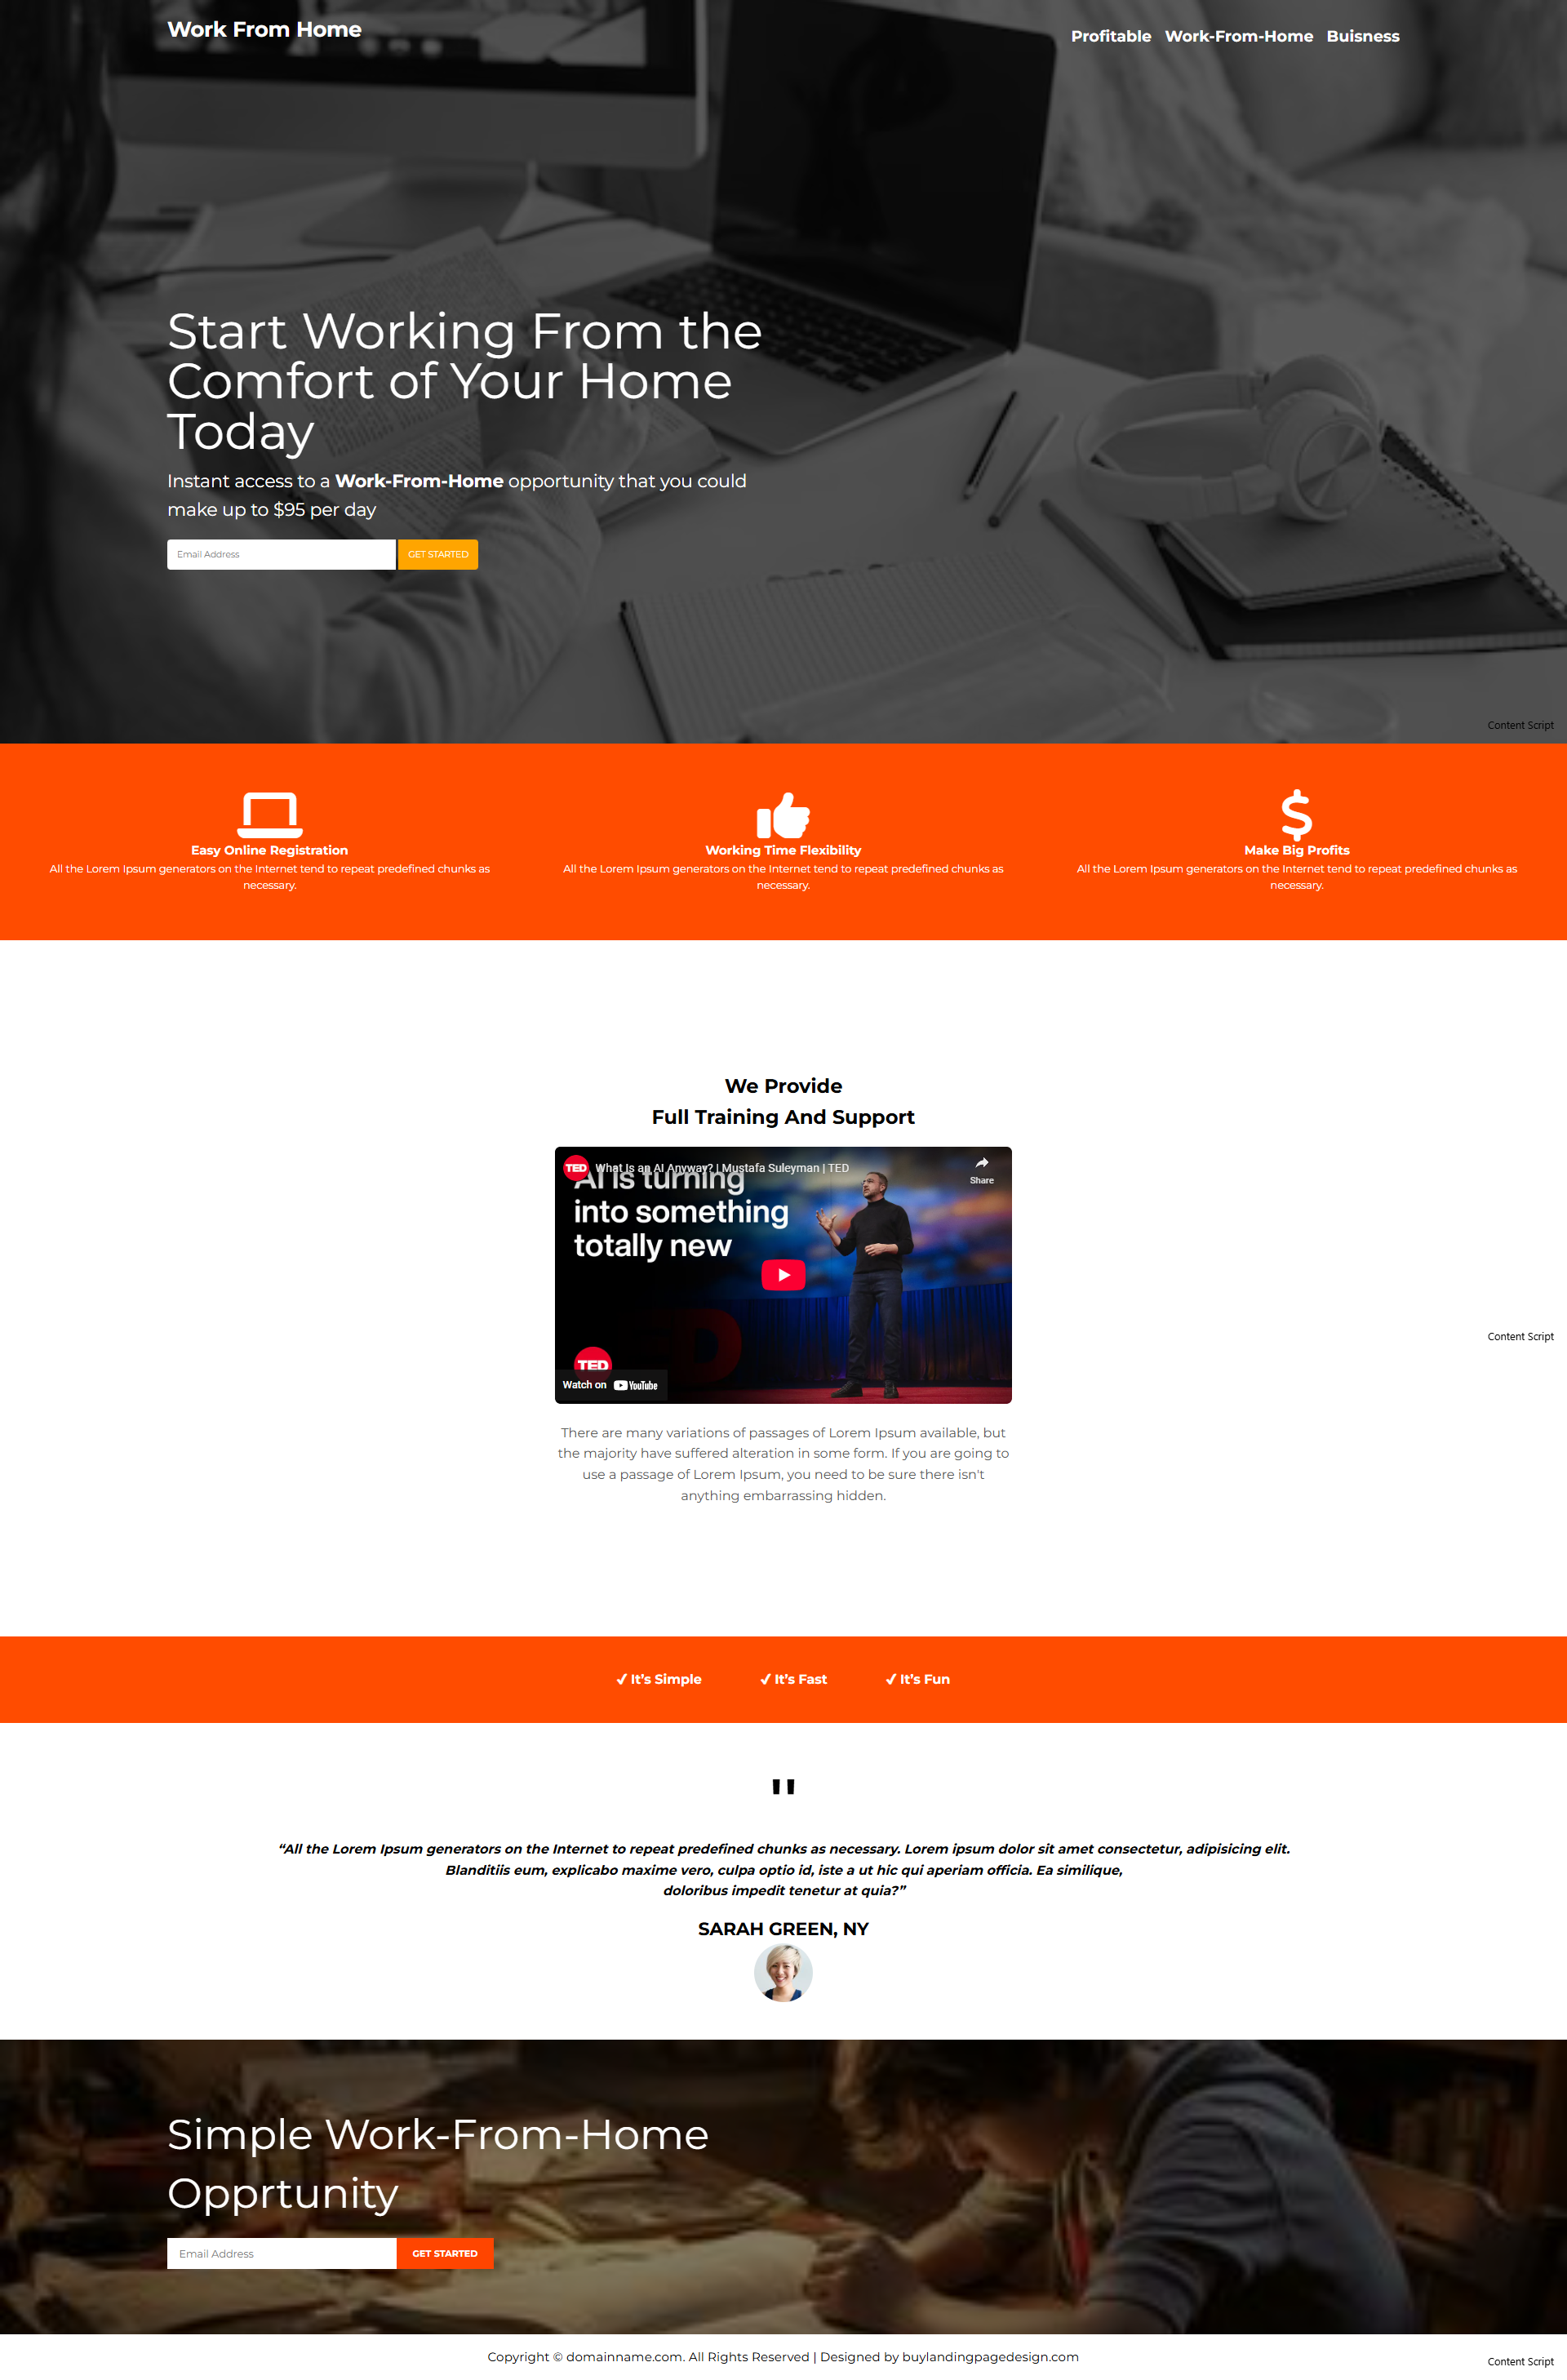 Work From Home
Profitable Work-From-Home Buisness
Start Working From the
Comfort of Your Home
Today
Instant access to a Work-From-Home opportunity that you could
make up to $95 per day
Email Address
GET STARTED
Content Script
Easy Online Registration
All the Lorem Ipsum generators on the Internet tend to repeat predefined chunks as
necessary.
Working Time Flexibility
All the Lorem Ipsum generators on the Internet tend to repeat predefined chunks as
necessary.
Make Big Profits
All the Lorem Ipsum generators on the Internet tend to repeat predefined chunks as
necessary.
We Provide
Full Training And Support
TED
What Is an AI Anyway? | Mustafa Suleyman | TED
Share
AI is turning
into something
totally new
TED
Watch on YouTube
Content Script
There are many variations of passages of Lorem Ipsum available, but
the majority have suffered alteration in some form. If you are going to
use a passage of Lorem Ipsum, you need to be sure there isn't
anything embarrassing hidden.
✓ It’s Simple
✓ It’s Fast
✓ It’s Fun
"
“All the Lorem Ipsum generators on the Internet to repeat predefined chunks as necessary. Lorem ipsum dolor sit amet consectetur, adipisicing elit.
Blanditiis eum, explicabo maxime vero, culpa optio id, iste a ut hic qui aperiam officia. Ea similique,
doloribus impedit tenetur at quia?”
SARAH GREEN, NY
Simple Work-From-Home
Opprtunity
Email Address
GET STARTED
Copyright © domainname.com. All Rights Reserved | Designed by buylandingpagedesign.com
Content Script